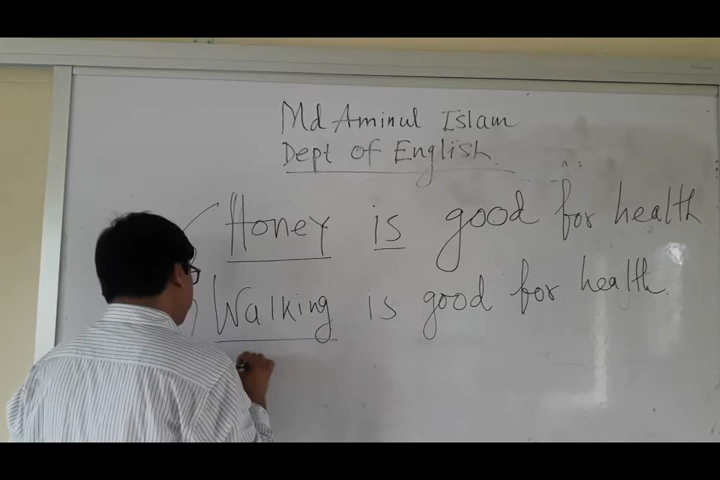 Md Aminul Islam
Dept of English.
Honey is good for health
Walking is good for health.